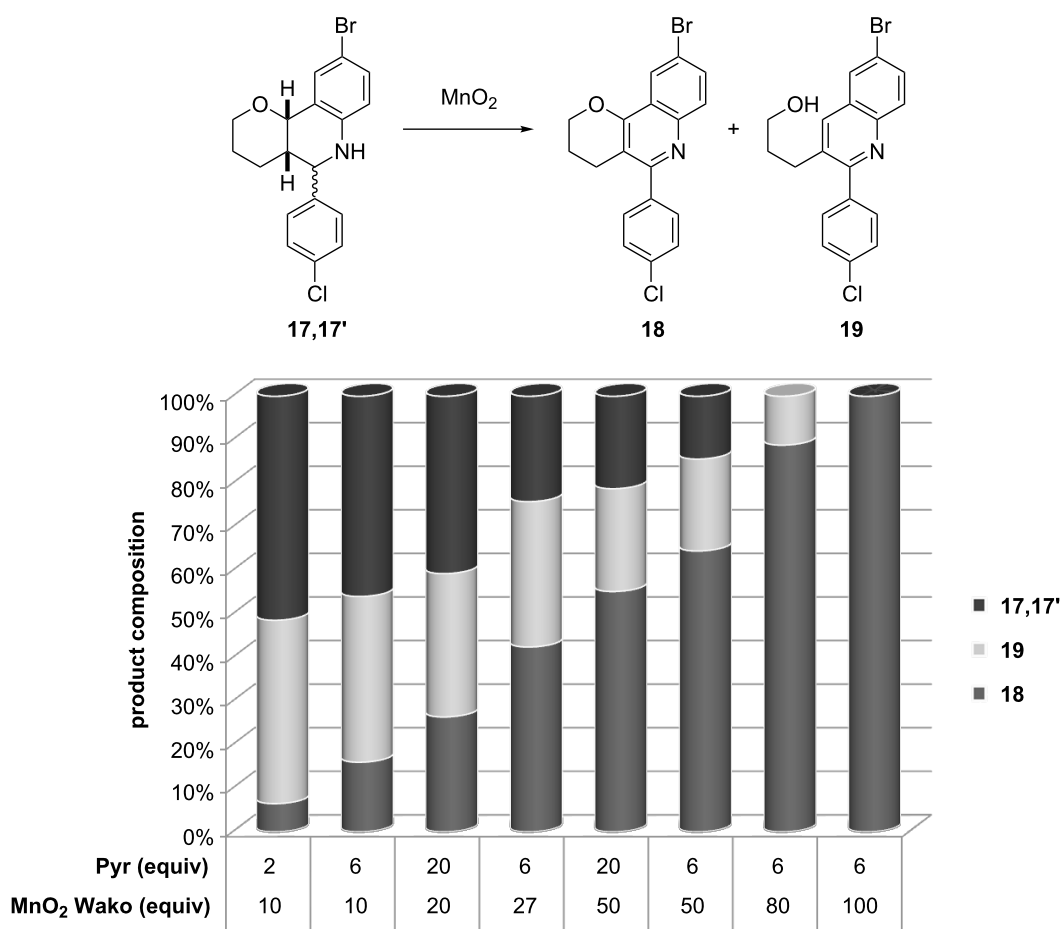 Br
Br
Br
H
O
MnO2
O
OH
+
NH
N
N
H
Cl
Cl
Cl
17,17'
18
19
100%
90%
80%
70%
60%
50%
40%
30%
20%
10%
0%
product composition
17,17'
19
18
Pyr (equiv) 2 6 20 6 20 6 6 6
MnO2 Wako (equiv) 10 10 20 27 50 50 80 100